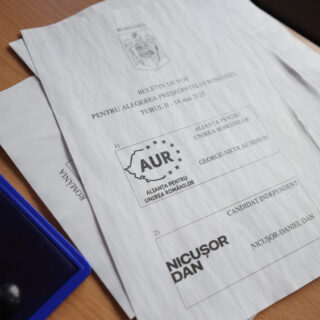 ROMÂNIA
BULETIN DE VOT
PENTRU ALEGEREA PREȘEDINTELUI ROMÂNIEI
TURUL II - 18 mai 2025
1)
ALIANȚA PENTRU
UNIREA ROMÂNILOR
AUR
ALIANȚA PENTRU
UNIREA ROMÂNILOR
GEORGE-NICOLAE SIMION
2)
CANDIDAT INDEPENDENT
NICUȘOR
DAN
NICUȘOR-DANIEL DAN
ROMÂNIA